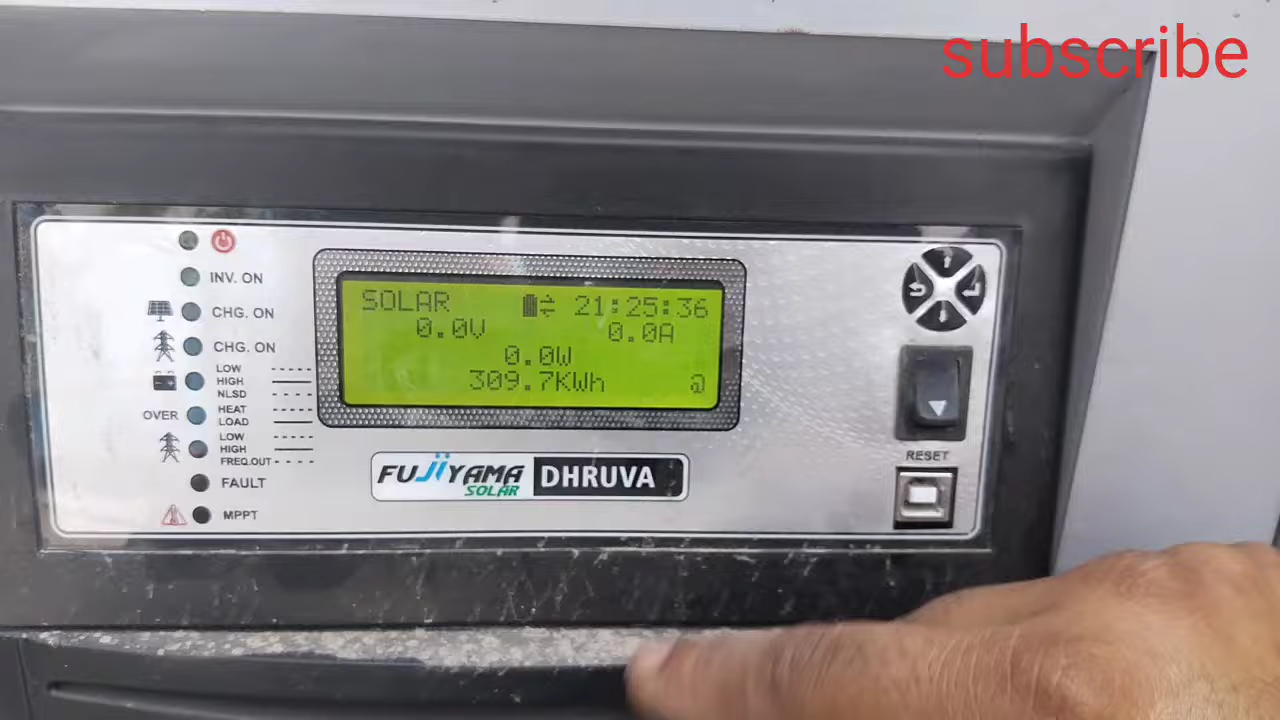 subscribe
INV. ON
CHG. ON
CHG. ON
LOW
HIGH
NLSD
OVER
HEAT
LOAD
LOW
HIGH
FREQ.OUT
FAULT
MPPT
SOLAR 21:25:36
0.0V 0.0A
0.0W
309.7KWh
FUJIYAMA
SOLAR
DHRUVA
RESET